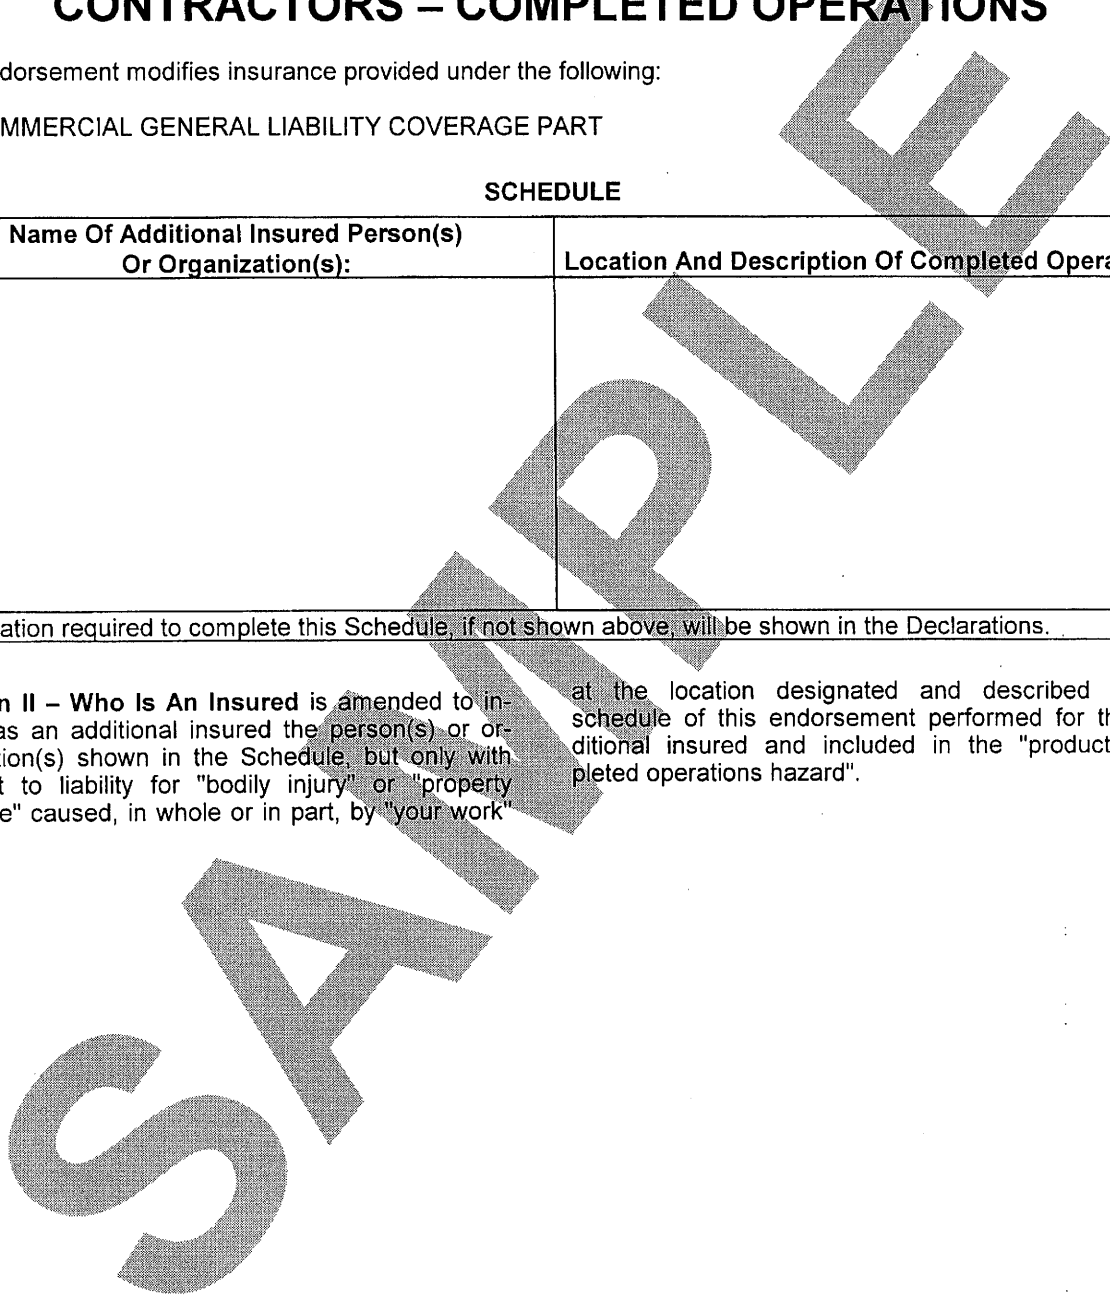 CONTRACTORS – COMPLETED OPERATIONS
dorsement modifies insurance provided under the following:
MMERCIAL GENERAL LIABILITY COVERAGE PART
SCHEDULE
Name Of Additional Insured Person(s)
Or Organization(s):
Location And Description Of Completed Opera
ation required to complete this Schedule, if not shown above, will be shown in the Declarations.
n II – Who Is An Insured is amended to in-
as an additional insured the person(s) or or-
tion(s) shown in the Schedule, but only with
t to liability for "bodily injury" or "property
e" caused, in whole or in part, by "your work"
at the location designated and described
schedule of this endorsement performed for th
ditional insured and included in the "product
pleted operations hazard".
SAMPLE